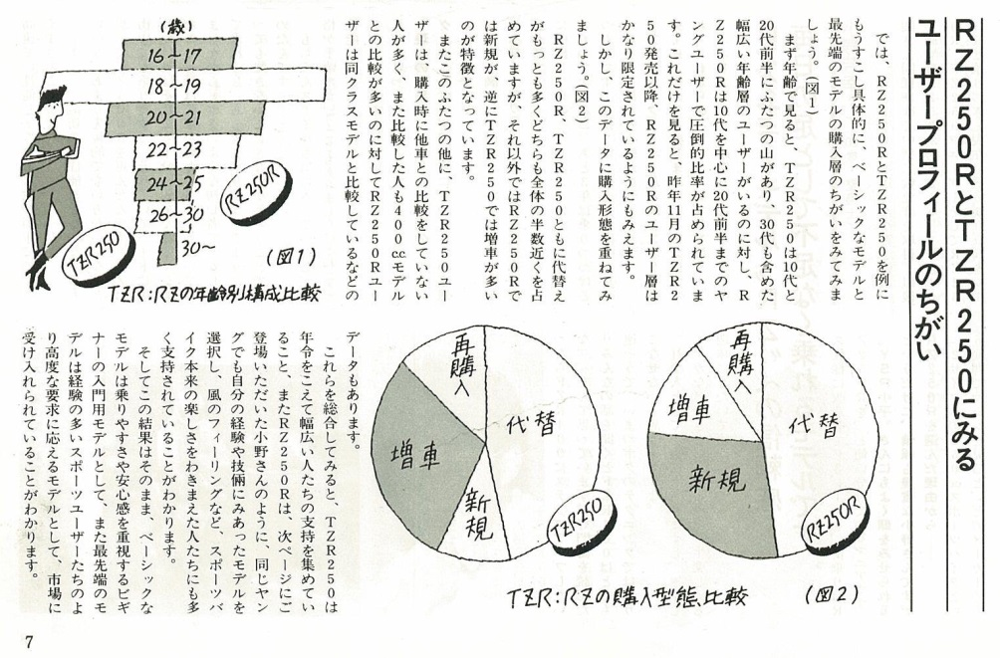 RZ250RとTZR250にみる
ユーザープロフィールのちがい
では、RZ250RとTZR250を例に
もうすこし具体的に、ベーシックなモデルと
最先端のモデルの購入層のちがいをみてみま
しょう。(図1)
まず年齢で見ると、TZR250は10代と
20代前半にふたつの山があり、30代も含めた
幅広い年齢層のユーザーがいるのに対し、R
Z250Rは10代を中心に20代前半までのヤ
ングユーザーで圧倒的比率が占められていま
す。これだけを見ると、昨年11月のTZR2
50発売以降、RZ250Rのユーザー層は
かなり限定されているようにもみえます。
しかし、このデータに購入形態を重ねてみ
ましょう。(図2)
RZ250R、TZR250ともに代替え
がもっとも多くどちらも全体の半数近くを占
めていますが、それ以外ではRZ250Rで
は新規が、逆にTZR250では増車が多い
のが特徴となっています。
またこのふたつの他に、TZR250ユー
ザーは、購入時に他車との比較をしていない
人が多く、また比較した人も400ccモデル
との比較が多いのに対してRZ250Rユー
ザーは同クラスモデルと比較しているなどの
(歳)
16~17
18~19
20~21
22~23
24~25
26~30
30~
RZ250R
TZR250
(図1)
TZR:RZの年齢別構成比較
再購入
代替
増車
新規
RZ250R
再購入
代替
増車
新規
TZR250
TZR:RZの購入型態比較
(図2)
データもあります。
これらを総合してみると、TZR250は
年令をこえて幅広い人たちの支持を集めてい
ること、またRZ250Rは、次ページにご
登場いただいた小野さんのように、同じヤン
グでも自分の経験や技倆にみあったモデルを
選択し、風のフィーリングなど、スポーツバ
イク本来の楽しさをわきまえた人たちにも多
く支持されていることがわかります。
そしてこの結果はそのまま、ベーシックな
モデルは乗りやすさや安心感を重視するビギ
ナーの入門用モデルとして、また最先端のモ
デルは経験の多いスポーツユーザーたちのよ
り高度な要求に応えるモデルとして、市場に
受け入れられていることがわかります。
7